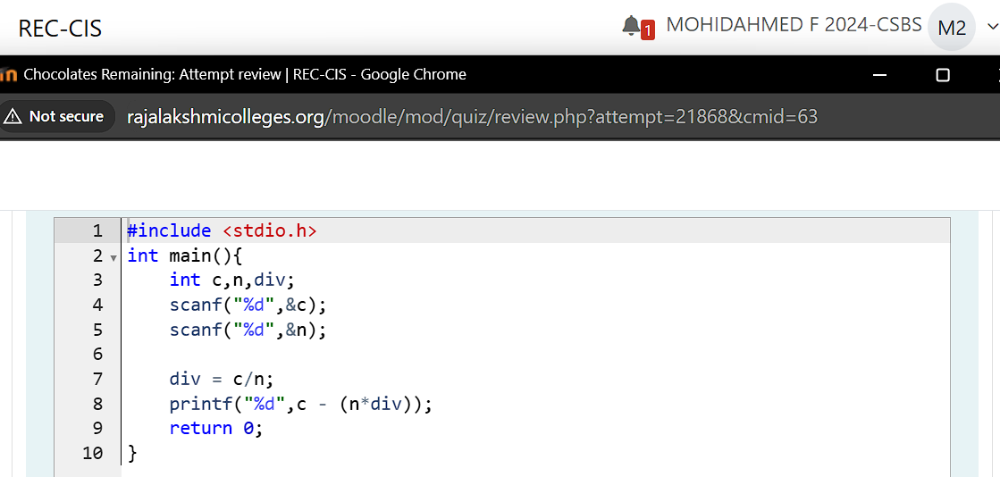 REC-CIS
1 MOHIDAHMED F 2024-CSBS M2
Chocolates Remaining: Attempt review | REC-CIS - Google Chrome
Not secure rajalakshmicolleges.org/moodle/mod/quiz/review.php?attempt=21868&cmid=63
1 #include <stdio.h>
2 int main(){
3     int c,n,div;
4     scanf("%d",&c);
5     scanf("%d",&n);
6
7     div = c/n;
8     printf("%d",c - (n*div));
9     return 0;
10 }